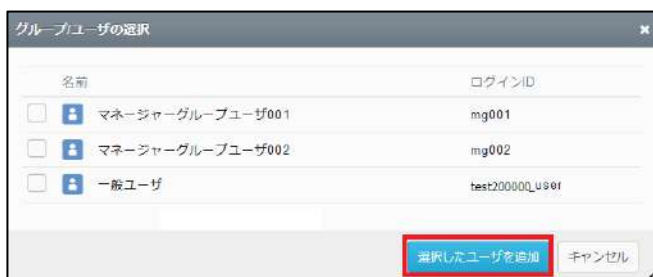 グループ/ユーザの選択 ×
名前 ログインID
マネージャーグループユーザ001 mg001
マネージャーグループユーザ002 mg002
一般ユーザ test200000_user
選択したユーザを追加 キャンセル